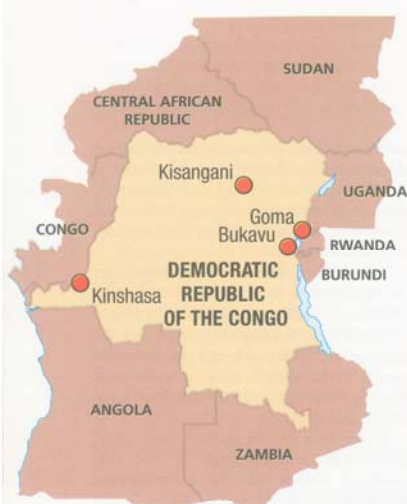 SUDAN
CENTRAL AFRICAN
REPUBLIC
Kisangani
UGANDA
Goma
CONGO
Bukavu
RWANDA
DEMOCRATIC
BURUNDI
Kinshasa
REPUBLIC
OF THE CONGO
ANGOLA
ZAMBIA